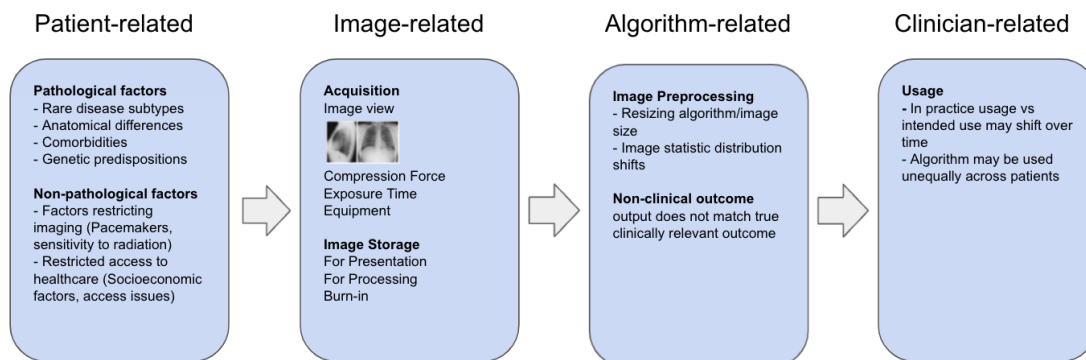 Patient-related
Pathological factors
- Rare disease subtypes
- Anatomical differences
- Comorbidities
- Genetic predispositions
Non-pathological factors
- Factors restricting
imaging (Pacemakers,
sensitivity to radiation)
- Restricted access to
healthcare (Socioeconomic
factors, access issues)
Image-related
Acquisition
Image view
Compression Force
Exposure Time
Equipment
Image Storage
For Presentation
For Processing
Burn-in
Algorithm-related
Image Preprocessing
- Resizing algorithm/image
size
- Image statistic distribution
shifts
Non-clinical outcome
output does not match true
clinically relevant outcome
Clinician-related
Usage
- In practice usage vs
intended use may shift over
time
- Algorithm may be used
unequally across patients